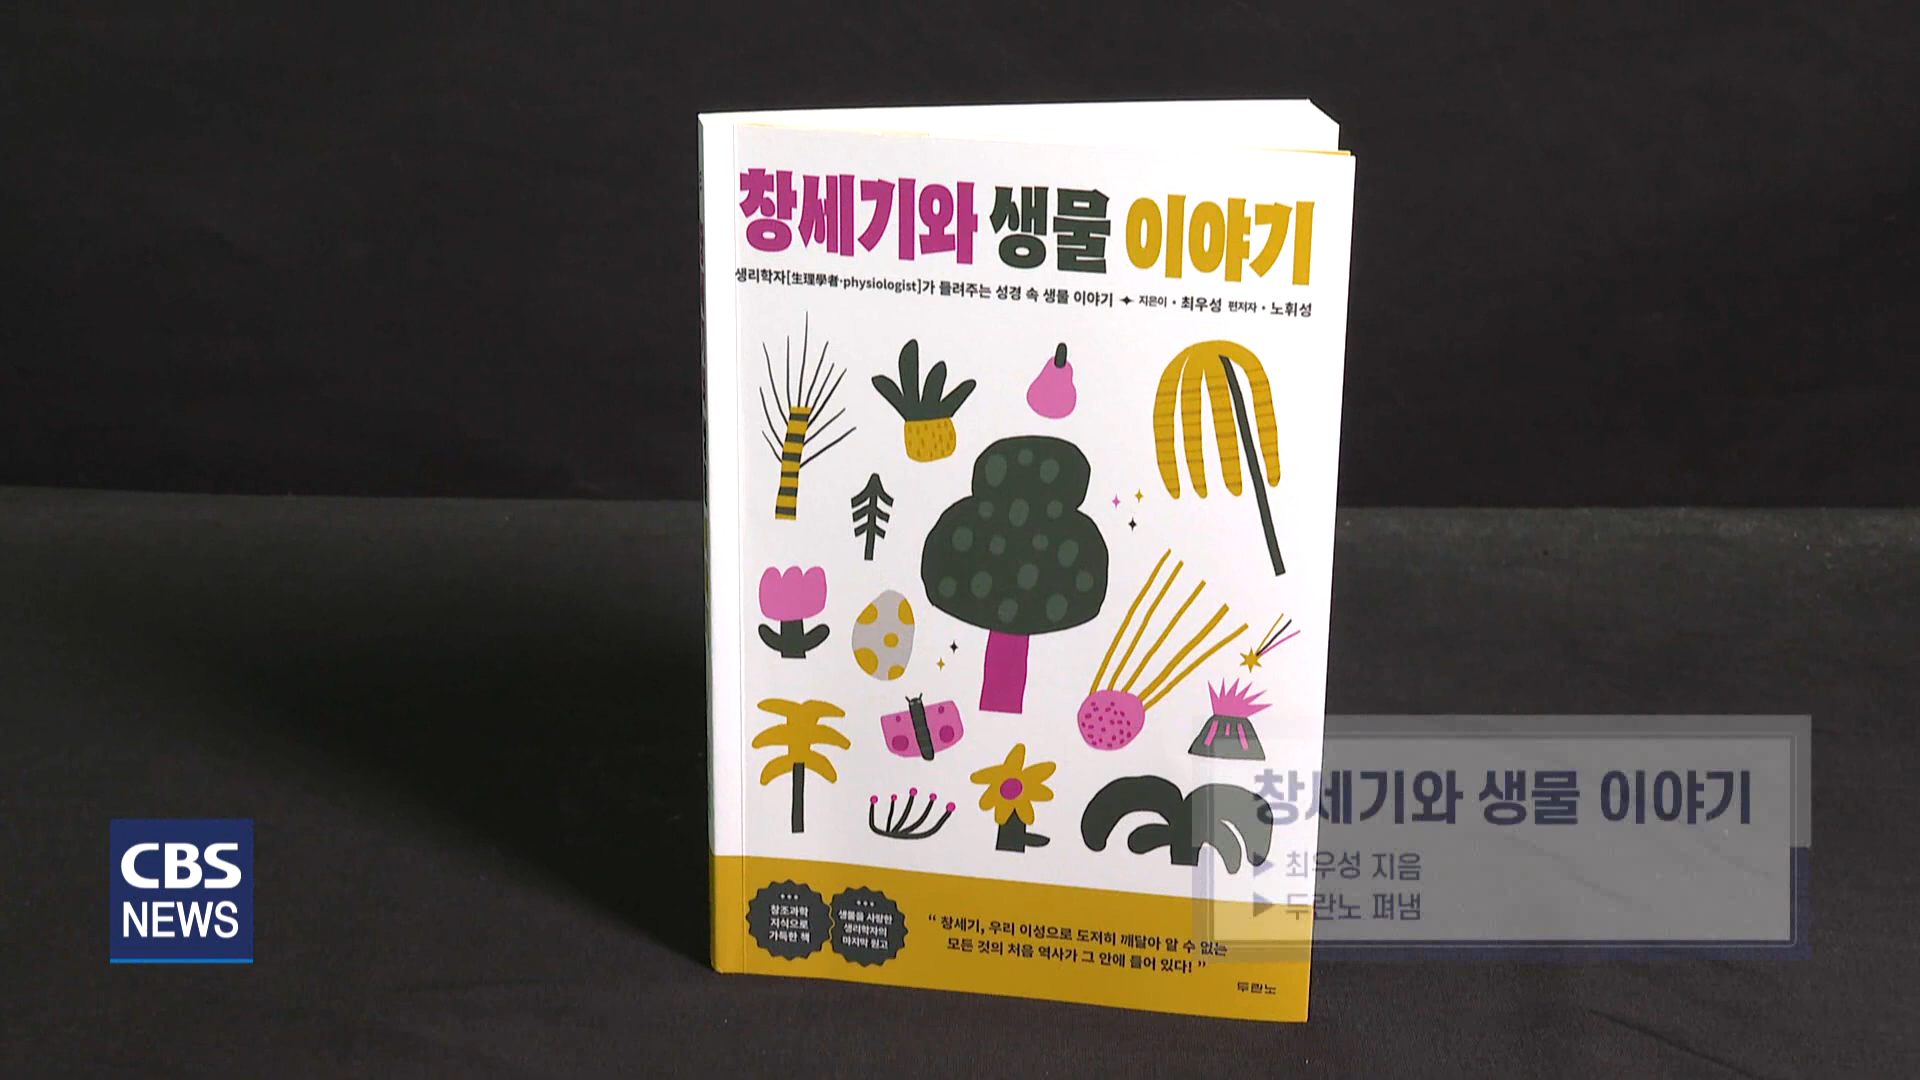 창세기와 생물 이야기
생리학자[生理學者·physiologist]가 들려주는 성경 속 생물 이야기 지은이 · 최우성 편저자 · 노휘성
창조과학
지식으로
가득한 책
생물을 사랑한
생리학자의
마지막 원고
“ 창세기, 우리 이성으로 도저히 깨달아 알 수 없는
모든 것의 처음 역사가 그 안에 들어 있다! ”
두란노
창세기와 생물 이야기
▶ 최우성 지음
▶ 두란노 펴냄
CBS
NEWS